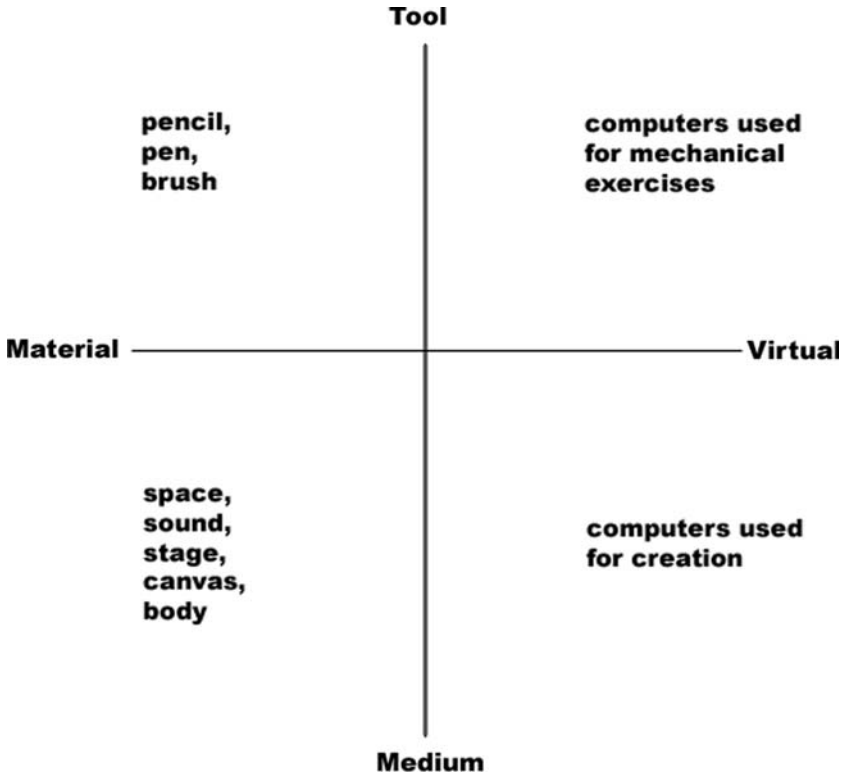 Tool
pencil,
pen,
brush
computers used
for mechanical
exercises
Material
Virtual
space,
sound,
stage,
canvas,
body
computers used
for creation
Medium